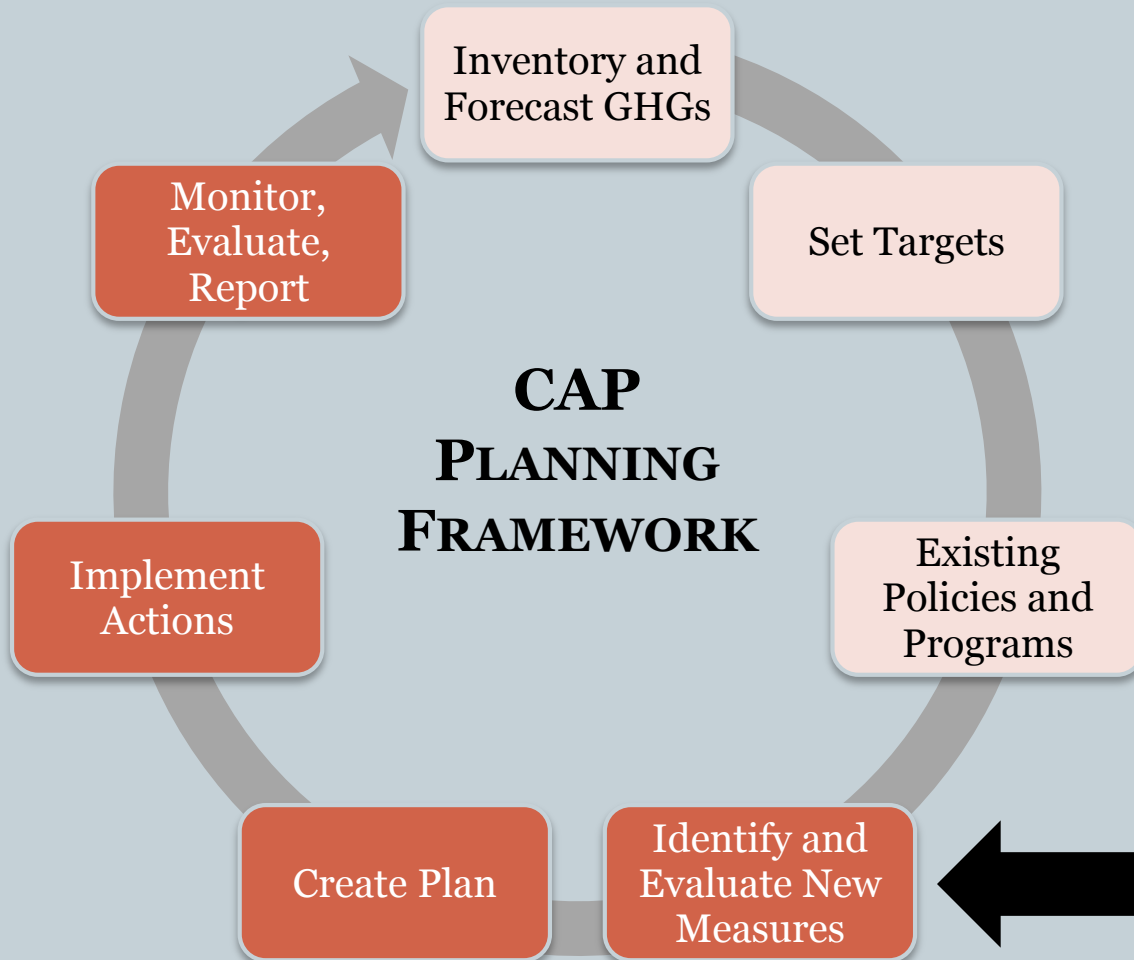 Inventory and
Forecast GHGs
Set Targets
Existing
Policies and
Programs
Identify and
Evaluate New
Measures
Create Plan
Implement
Actions
Monitor,
Evaluate,
Report
CAP
PLANNING
FRAMEWORK